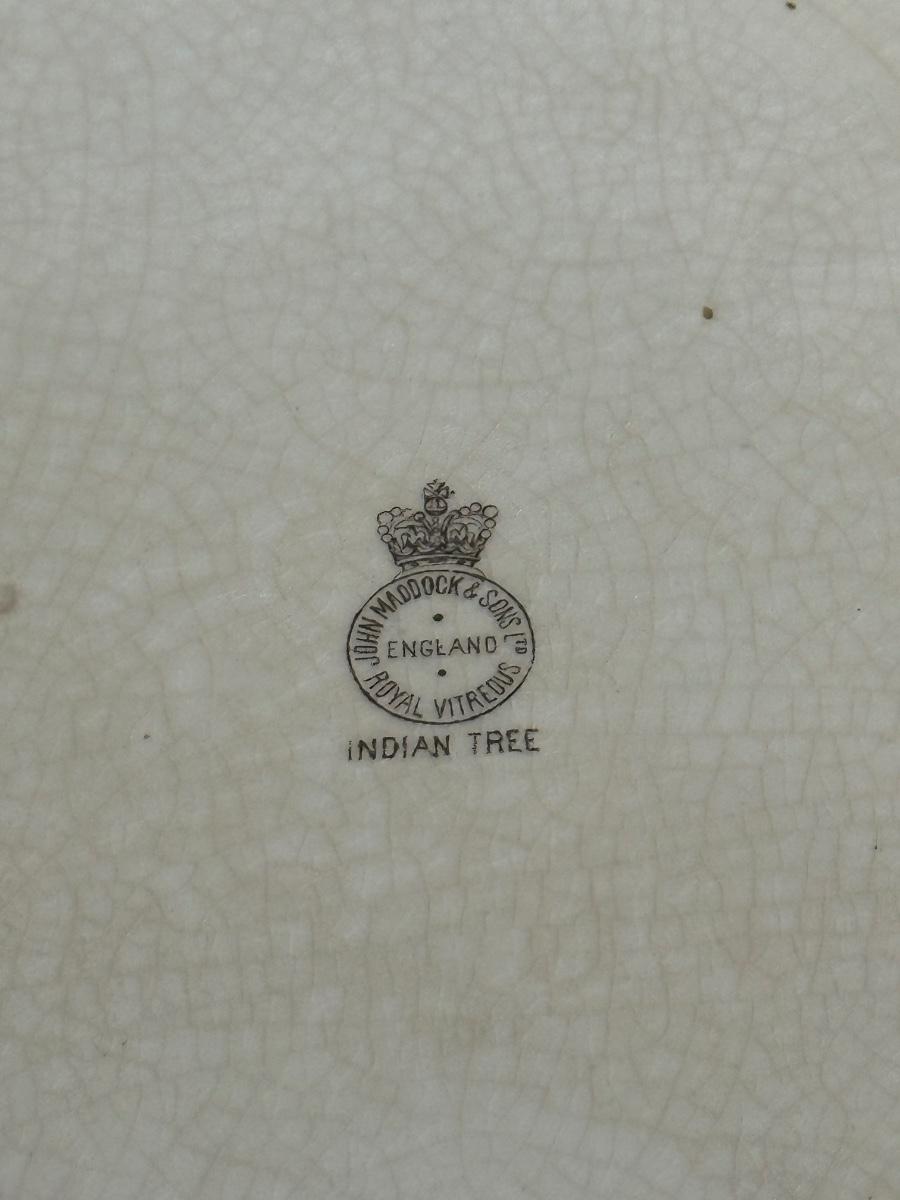 JOHN MADDOCK & SONS LTD
ENGLAND
ROYAL VITREOUS
INDIAN TREE